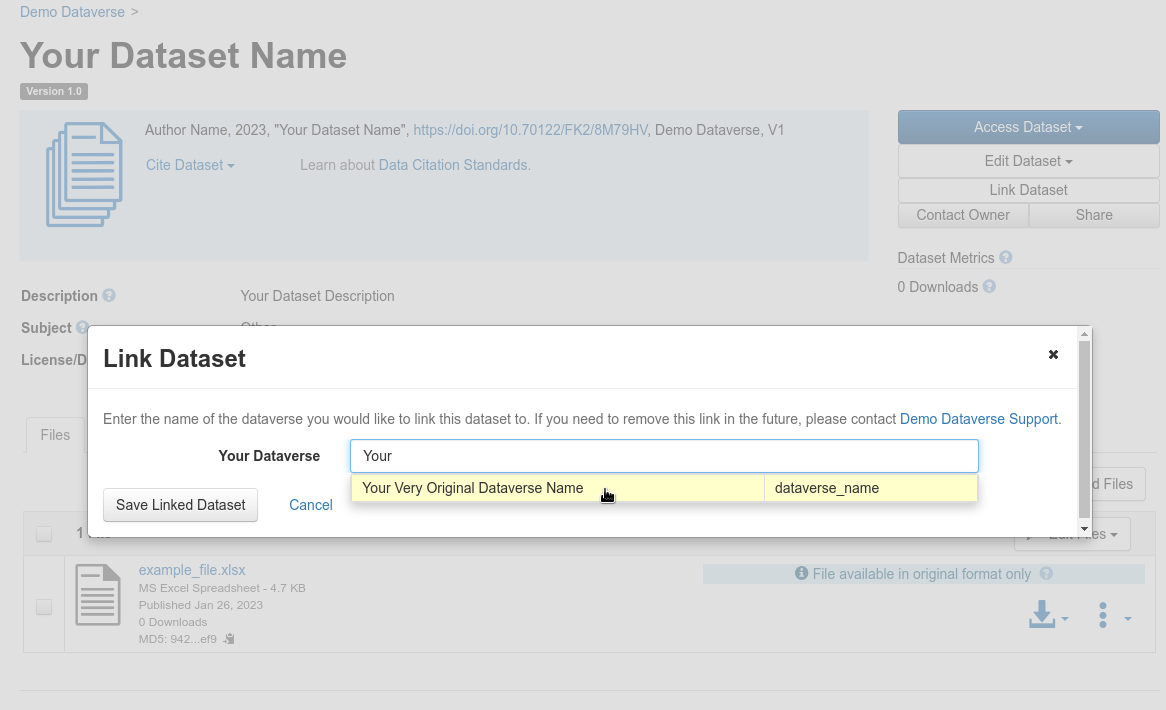 Demo Dataverse >
Your Dataset Name
Version 1.0
Author Name, 2023, "Your Dataset Name", https://doi.org/10.70122/FK2/8M79HV, Demo Dataverse, V1
Cite Dataset
Learn about Data Citation Standards.
Access Dataset
Edit Dataset
Link Dataset
Contact Owner
Share
Dataset Metrics ?
0 Downloads ?
Description ?
Your Dataset Description
Subject ?
Other
License/D
Link Dataset
Enter the name of the dataverse you would like to link this dataset to. If you need to remove this link in the future, please contact Demo Dataverse Support.
Your Dataverse
Your
Your Very Original Dataverse Name
dataverse_name
Save Linked Dataset
Cancel
Files
Files
1
Edit Files
example_file.xlsx
MS Excel Spreadsheet - 4.7 KB
Published Jan 26, 2023
0 Downloads
MD5: 942...ef9
File available in original format only ?